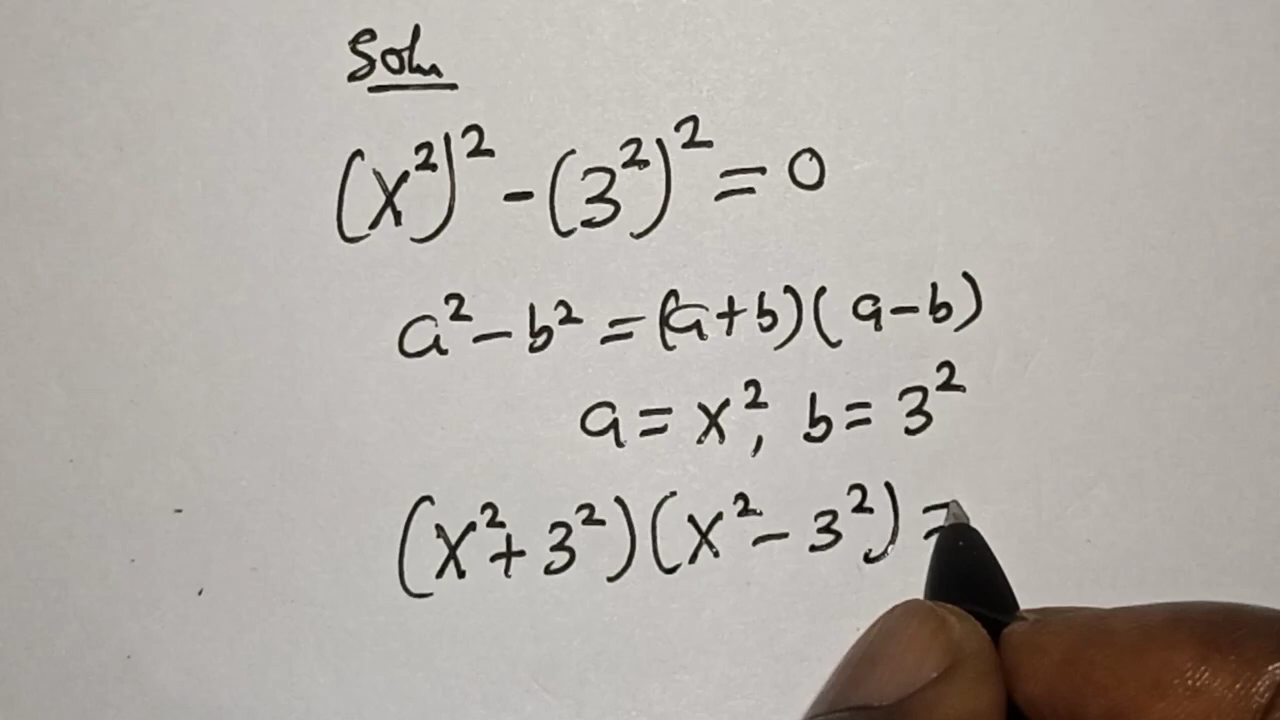 Soln
(x²)² - (3²)² = 0
a² - b² = (a+b)(a-b)
a = x², b = 3²
(x² + 3²)(x² - 3²) =